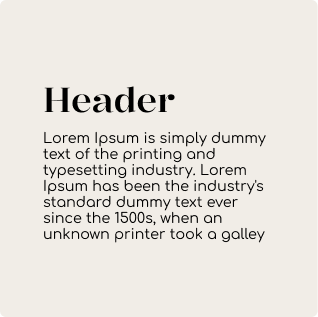 Header
Lorem Ipsum is simply dummy
text of the printing and
typesetting industry. Lorem
Ipsum has been the industry's
standard dummy text ever
since the 1500s, when an
unknown printer took a galley